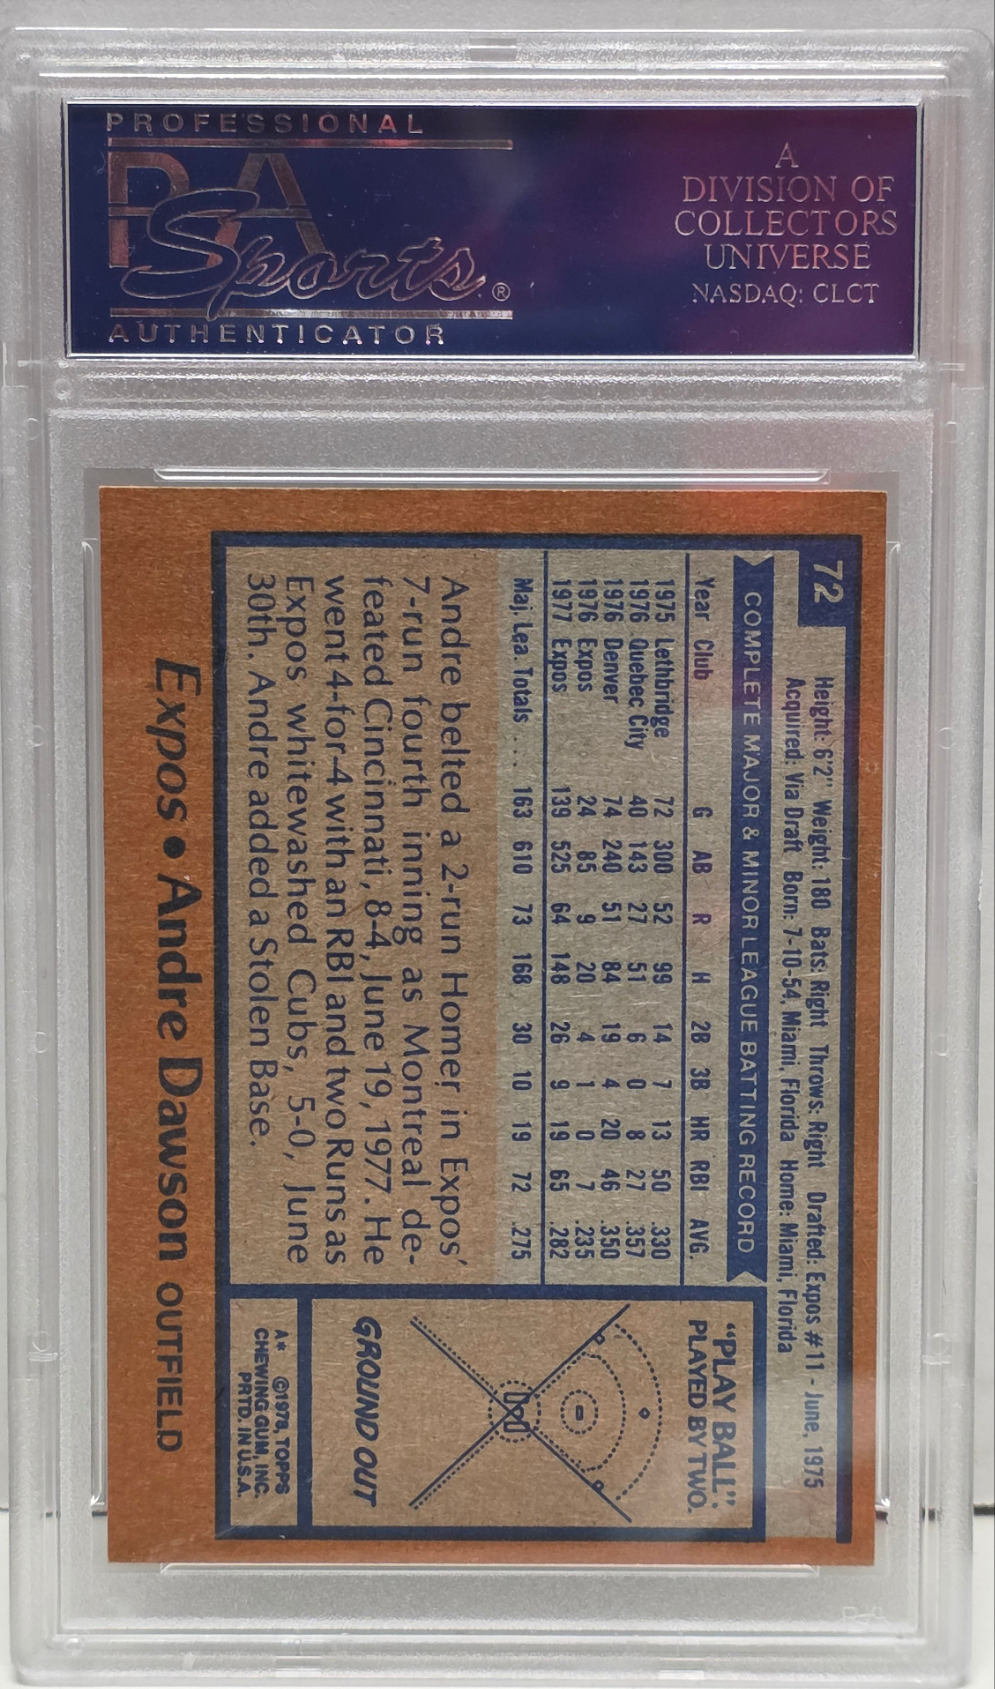 PROFESSIONAL
PSA
Sports®
AUTHENTICATOR
A
DIVISION OF
COLLECTORS
UNIVERSE
NASDAQ: CLCT
72
Height: 6'2" Weight: 180 Bats: Right Throws: Right Drafted: Expos #11 - June, 1975
Acquired: Via Draft Born: 7-10-54, Miami, Florida Home: Miami, Florida
COMPLETE MAJOR & MINOR LEAGUE BATTING RECORD
Year Club G AB R H 2B 3B HR RBI AVG.
1975 Lethbridge 72 300 52 99 14 7 13 50 .330
1976 Quebec City 40 143 27 51 6 0 8 27 .357
1976 Denver 74 240 51 84 19 4 20 46 .350
1976 Expos 24 85 9 20 4 1 0 7 .235
1977 Expos 139 525 64 148 26 9 19 65 .282
Maj. Lea. Totals ... 163 610 73 168 30 10 19 72 .275
Andre belted a 2-run Homer in Expos'
7-run fourth inning as Montreal de-
feated Cincinnati, 8-4, June 19, 1977. He
went 4-for-4 with an RBI and two Runs as
Expos whitewashed Cubs, 5-0, June
30th. Andre added a Stolen Base.
"PLAY BALL".
PLAYED BY TWO.
GROUND OUT
A* ©1978, TOPPS
CHEWING GUM, INC.
PRTD. IN U.S.A.
Expos • Andre Dawson OUTFIELD